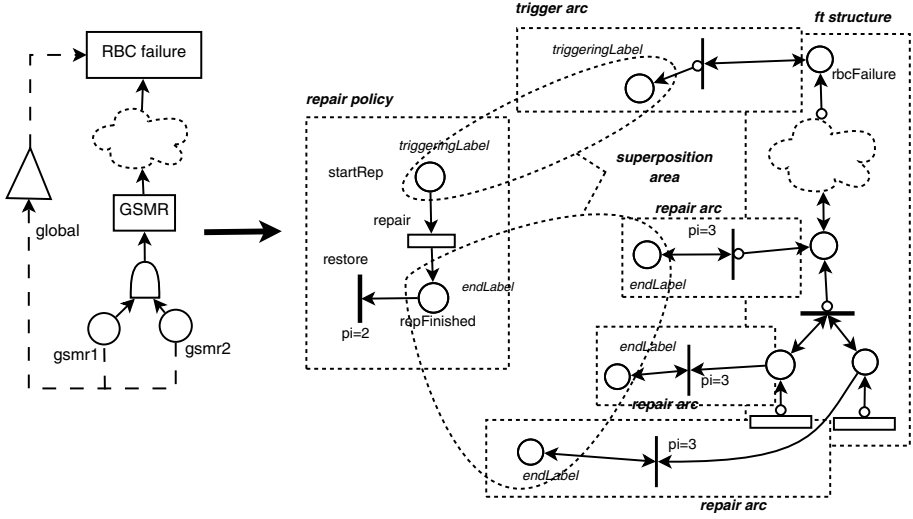 trigger arc
ft structure
RBC failure
triggeringLabel
rbcFailure
repair policy
triggeringLabel
superposition
area
startRep
GSMR
repair arc
global
repair
pi=3
restore
endLabel
endLabel
repFinished
pi=2
gsmr1
gsmr2
endLabel
pi=3
repair arc
pi=3
endLabel
repair arc